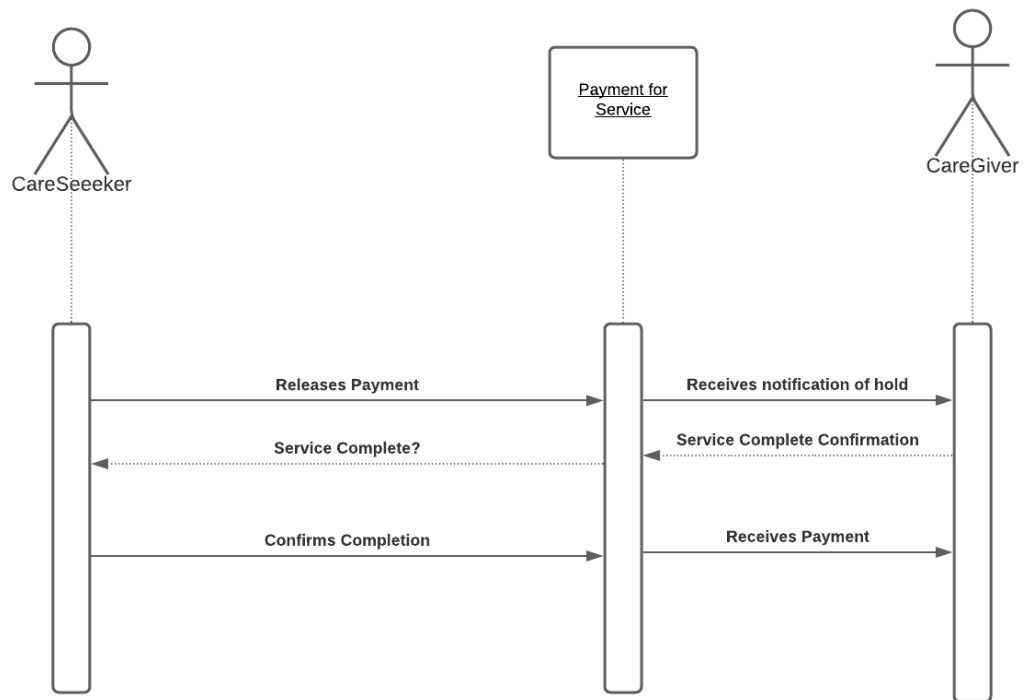 Payment for
Service
CareSeeeker
CareGiver
Releases Payment
Receives notification of hold
Service Complete?
Service Complete Confirmation
Confirms Completion
Receives Payment